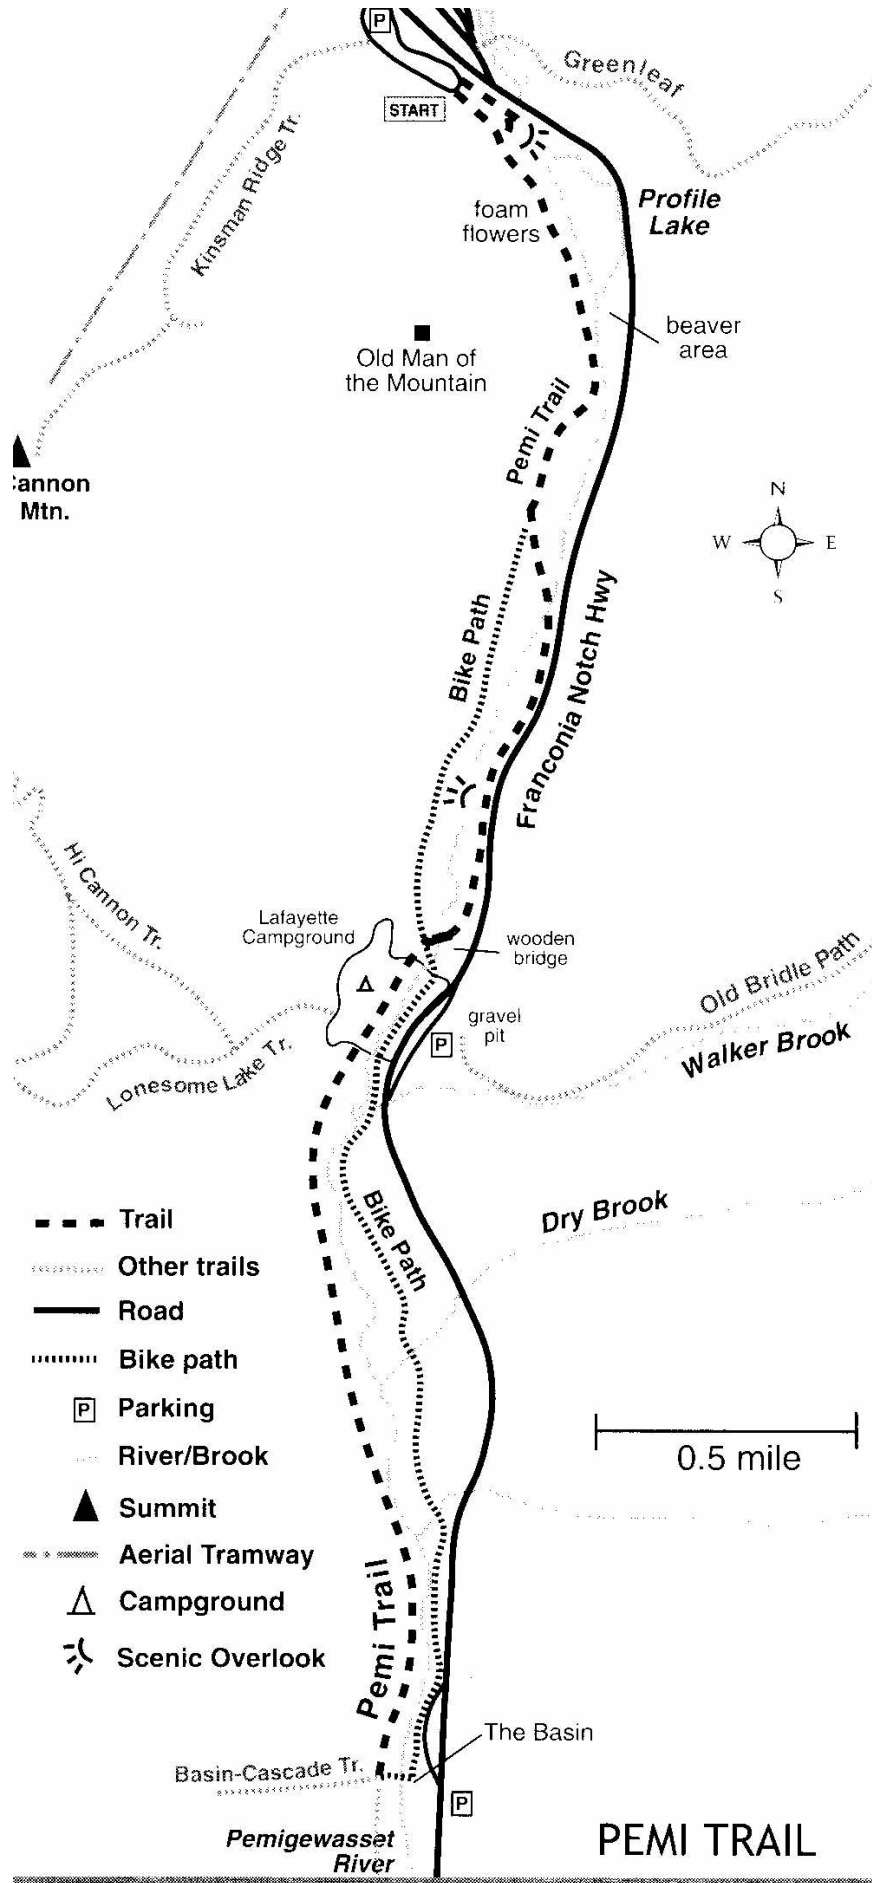 P
START
Greenleaf
Kinsman Ridge Tr.
Profile
Lake
foam
flowers
beaver
area
Old Man of
the Mountain
Pemi Trail
Cannon
Mtn.
N
W
E
S
Bike Path
Franconia Notch Hwy
Hi Cannon Tr.
Lafayette
Campground
wooden
bridge
Old Bridle Path
gravel
pit
P
Walker Brook
Lonesome Lake Tr.
Bike Path
Dry Brook
Trail
Other trails
Road
Bike path
P
Parking
River/Brook
Summit
Aerial Tramway
Campground
Scenic Overlook
0.5 mile
Pemi Trail
The Basin
Basin-Cascade Tr.
P
Pemigewasset
River
PEMI TRAIL